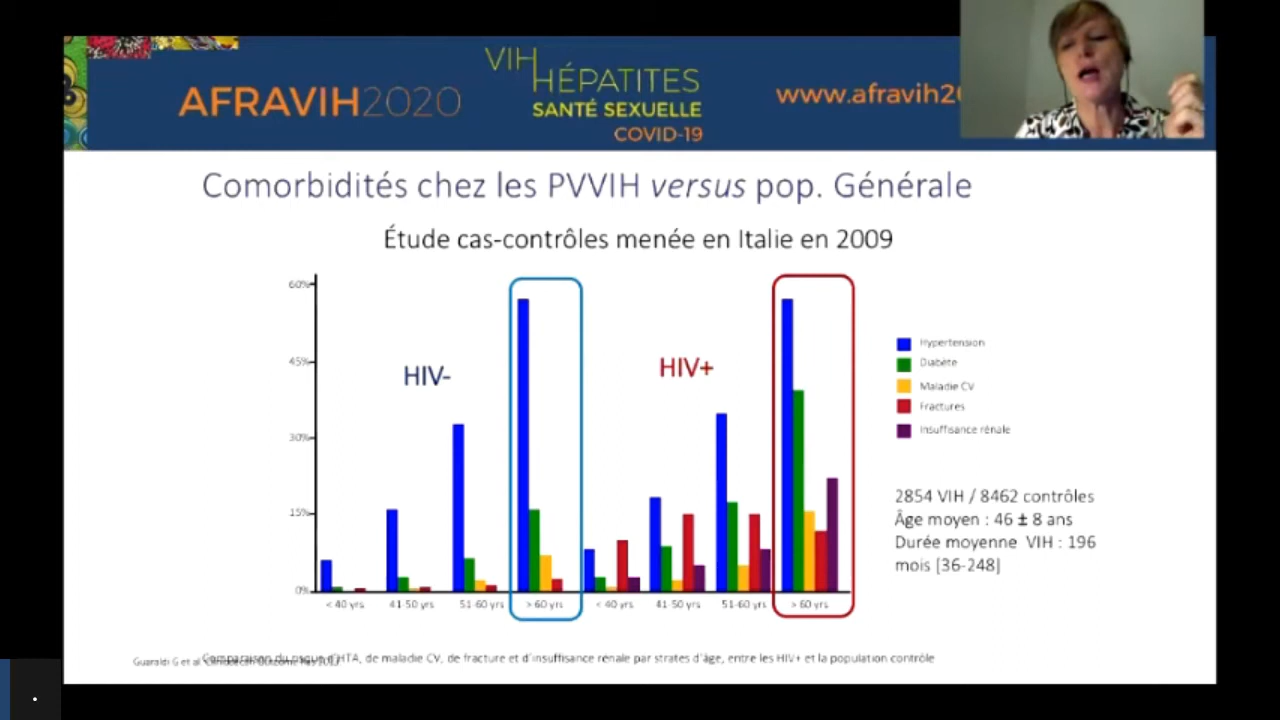 VIH
HÉPATITES
AFRAVIH2020
SANTÉ SEXUELLE
COVID-19
www.afravih20
Comorbidités chez les PVVIH versus pop. Générale
Étude cas-contrôles menée en Italie en 2009
60%
45%
30%
15%
0%
HIV-
HIV+
< 40 yrs
41-50 yrs
51-60 yrs
> 60 yrs
< 40 yrs
41-50 yrs
51-60 yrs
> 60 yrs
Hypertension
Diabète
Maladie CV
Fractures
Insuffisance rénale
2854 VIH / 8462 contrôles
Âge moyen : 46 ± 8 ans
Durée moyenne VIH : 196
mois [36-248]
Comparaison du risque d'HTA, de maladie CV, de fracture et d'insuffisance rénale par strates d'âge, entre les HIV+ et la population contrôle
Guaraldi G et al